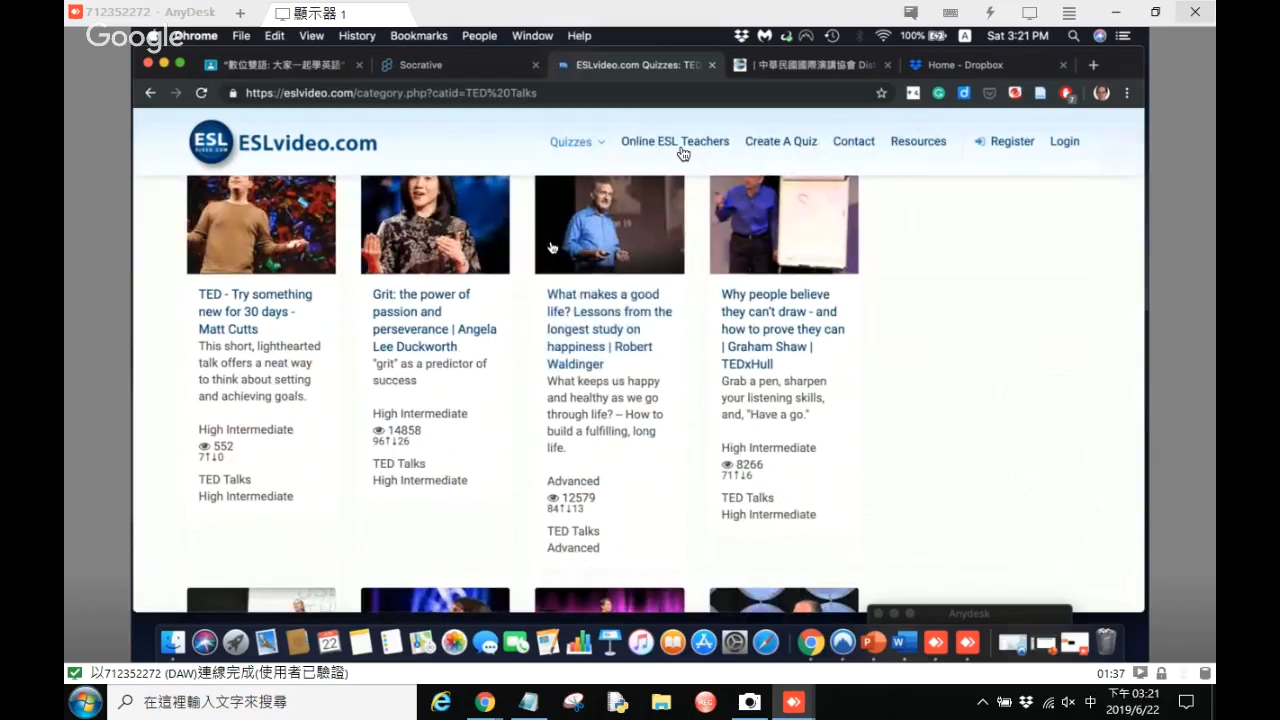 712352272 - AnyDesk
顯示器 1
Google
Chrome File Edit View History Bookmarks People Window Help
100% Sat 3:21 PM
"數位雙語: 大家一起學英語"
Socrative
ESLvideo.com Quizzes: TED
中華民國國際演講協會 Dis
Home - Dropbox
https://eslvideo.com/category.php?catid=TED%20Talks
ESL
ESLvideo.com
Quizzes
Online ESL Teachers
Create A Quiz
Contact
Resources
Register
Login
TED - Try something
new for 30 days -
Matt Cutts
This short, lighthearted
talk offers a neat way
to think about setting
and achieving goals.
High Intermediate
552
7↑↓0
TED Talks
High Intermediate
Grit: the power of
passion and
perseverance | Angela
Lee Duckworth
"grit" as a predictor of
success
High Intermediate
14858
96↑↓26
TED Talks
High Intermediate
What makes a good
life? Lessons from the
longest study on
happiness | Robert
Waldinger
What keeps us happy
and healthy as we go
through life? – How to
build a fulfilling, long
life.
Advanced
12579
84↑↓13
TED Talks
Advanced
Why people believe
they can't draw - and
how to prove they can
| Graham Shaw |
TEDxHull
Grab a pen, sharpen
your listening skills,
and, "Have a go."
High Intermediate
8266
71↑↓6
TED Talks
High Intermediate
Anydesk
以712352272 (DAW)連線完成(使用者已驗證)
01:37
在這裡輸入文字來搜尋
REC
中
下午 03:21
2019/6/22